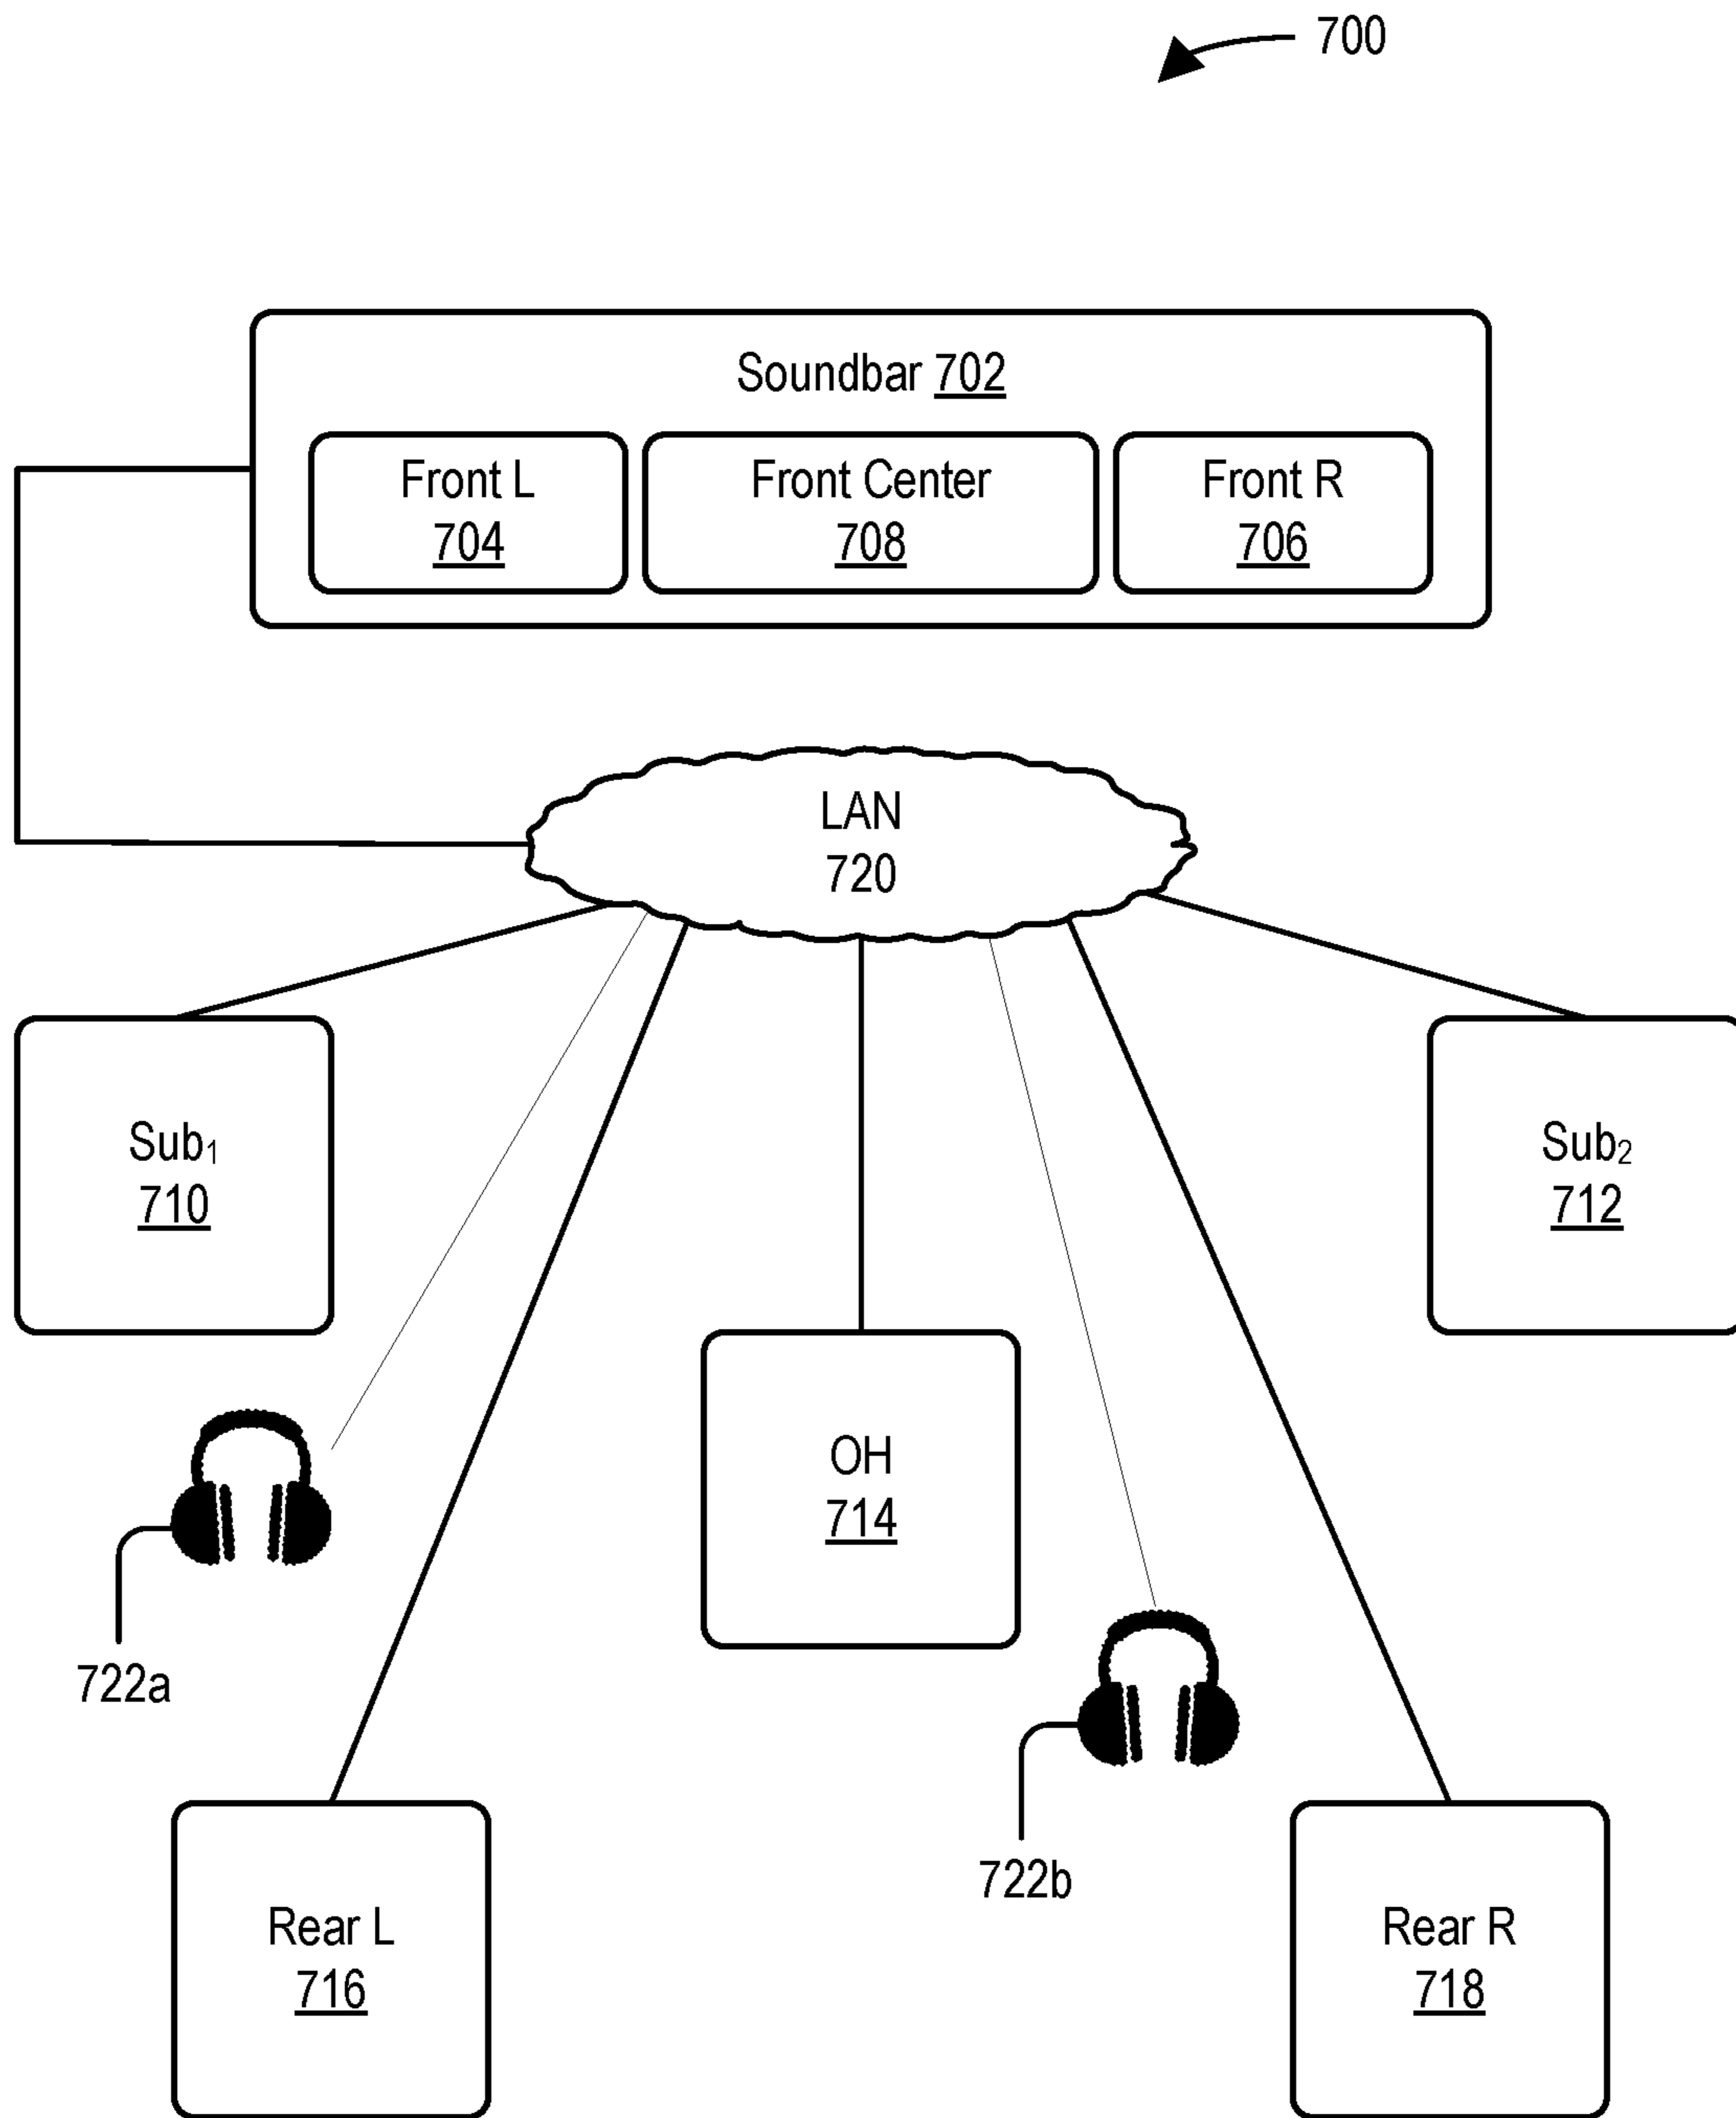 700
Soundbar 702
Front L
704
Front Center
708
Front R
706
LAN
720
Sub₁
710
Sub₂
712
OH
714
722a
722b
Rear L
716
Rear R
718